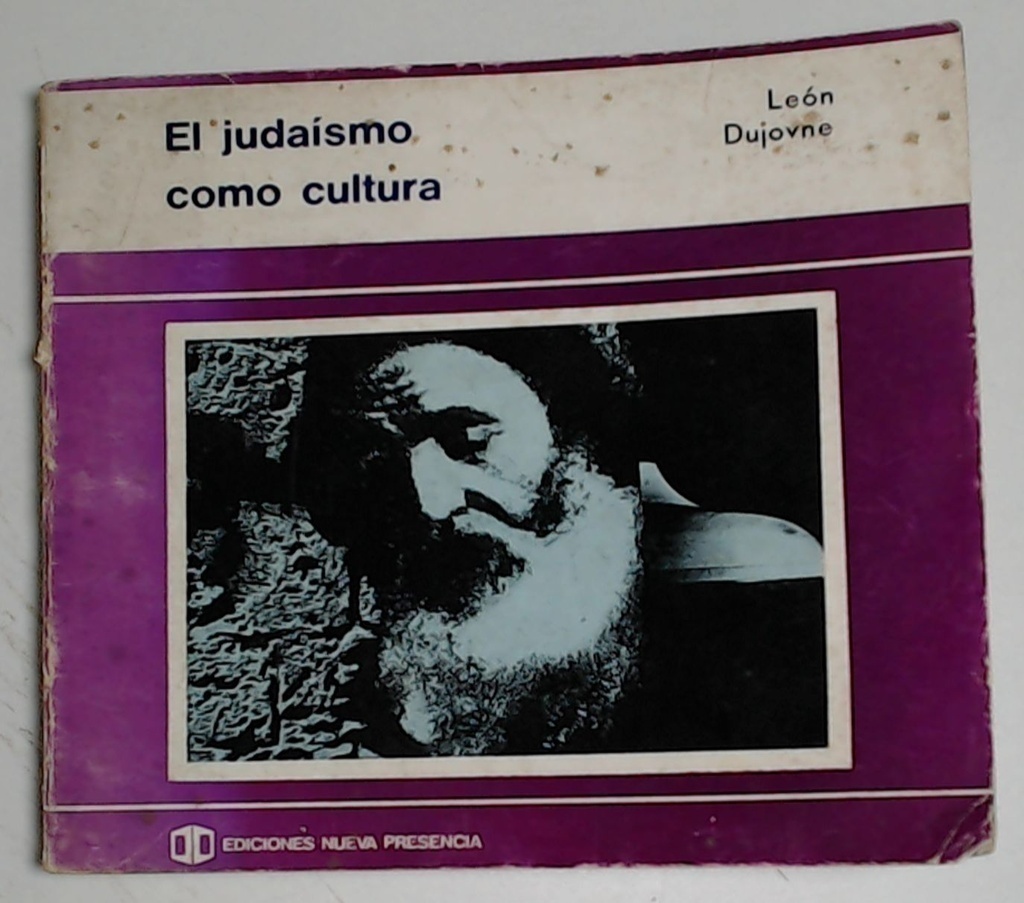 El judaísmo
como cultura
León
Dujovne
EDICIONES NUEVA PRESENCIA